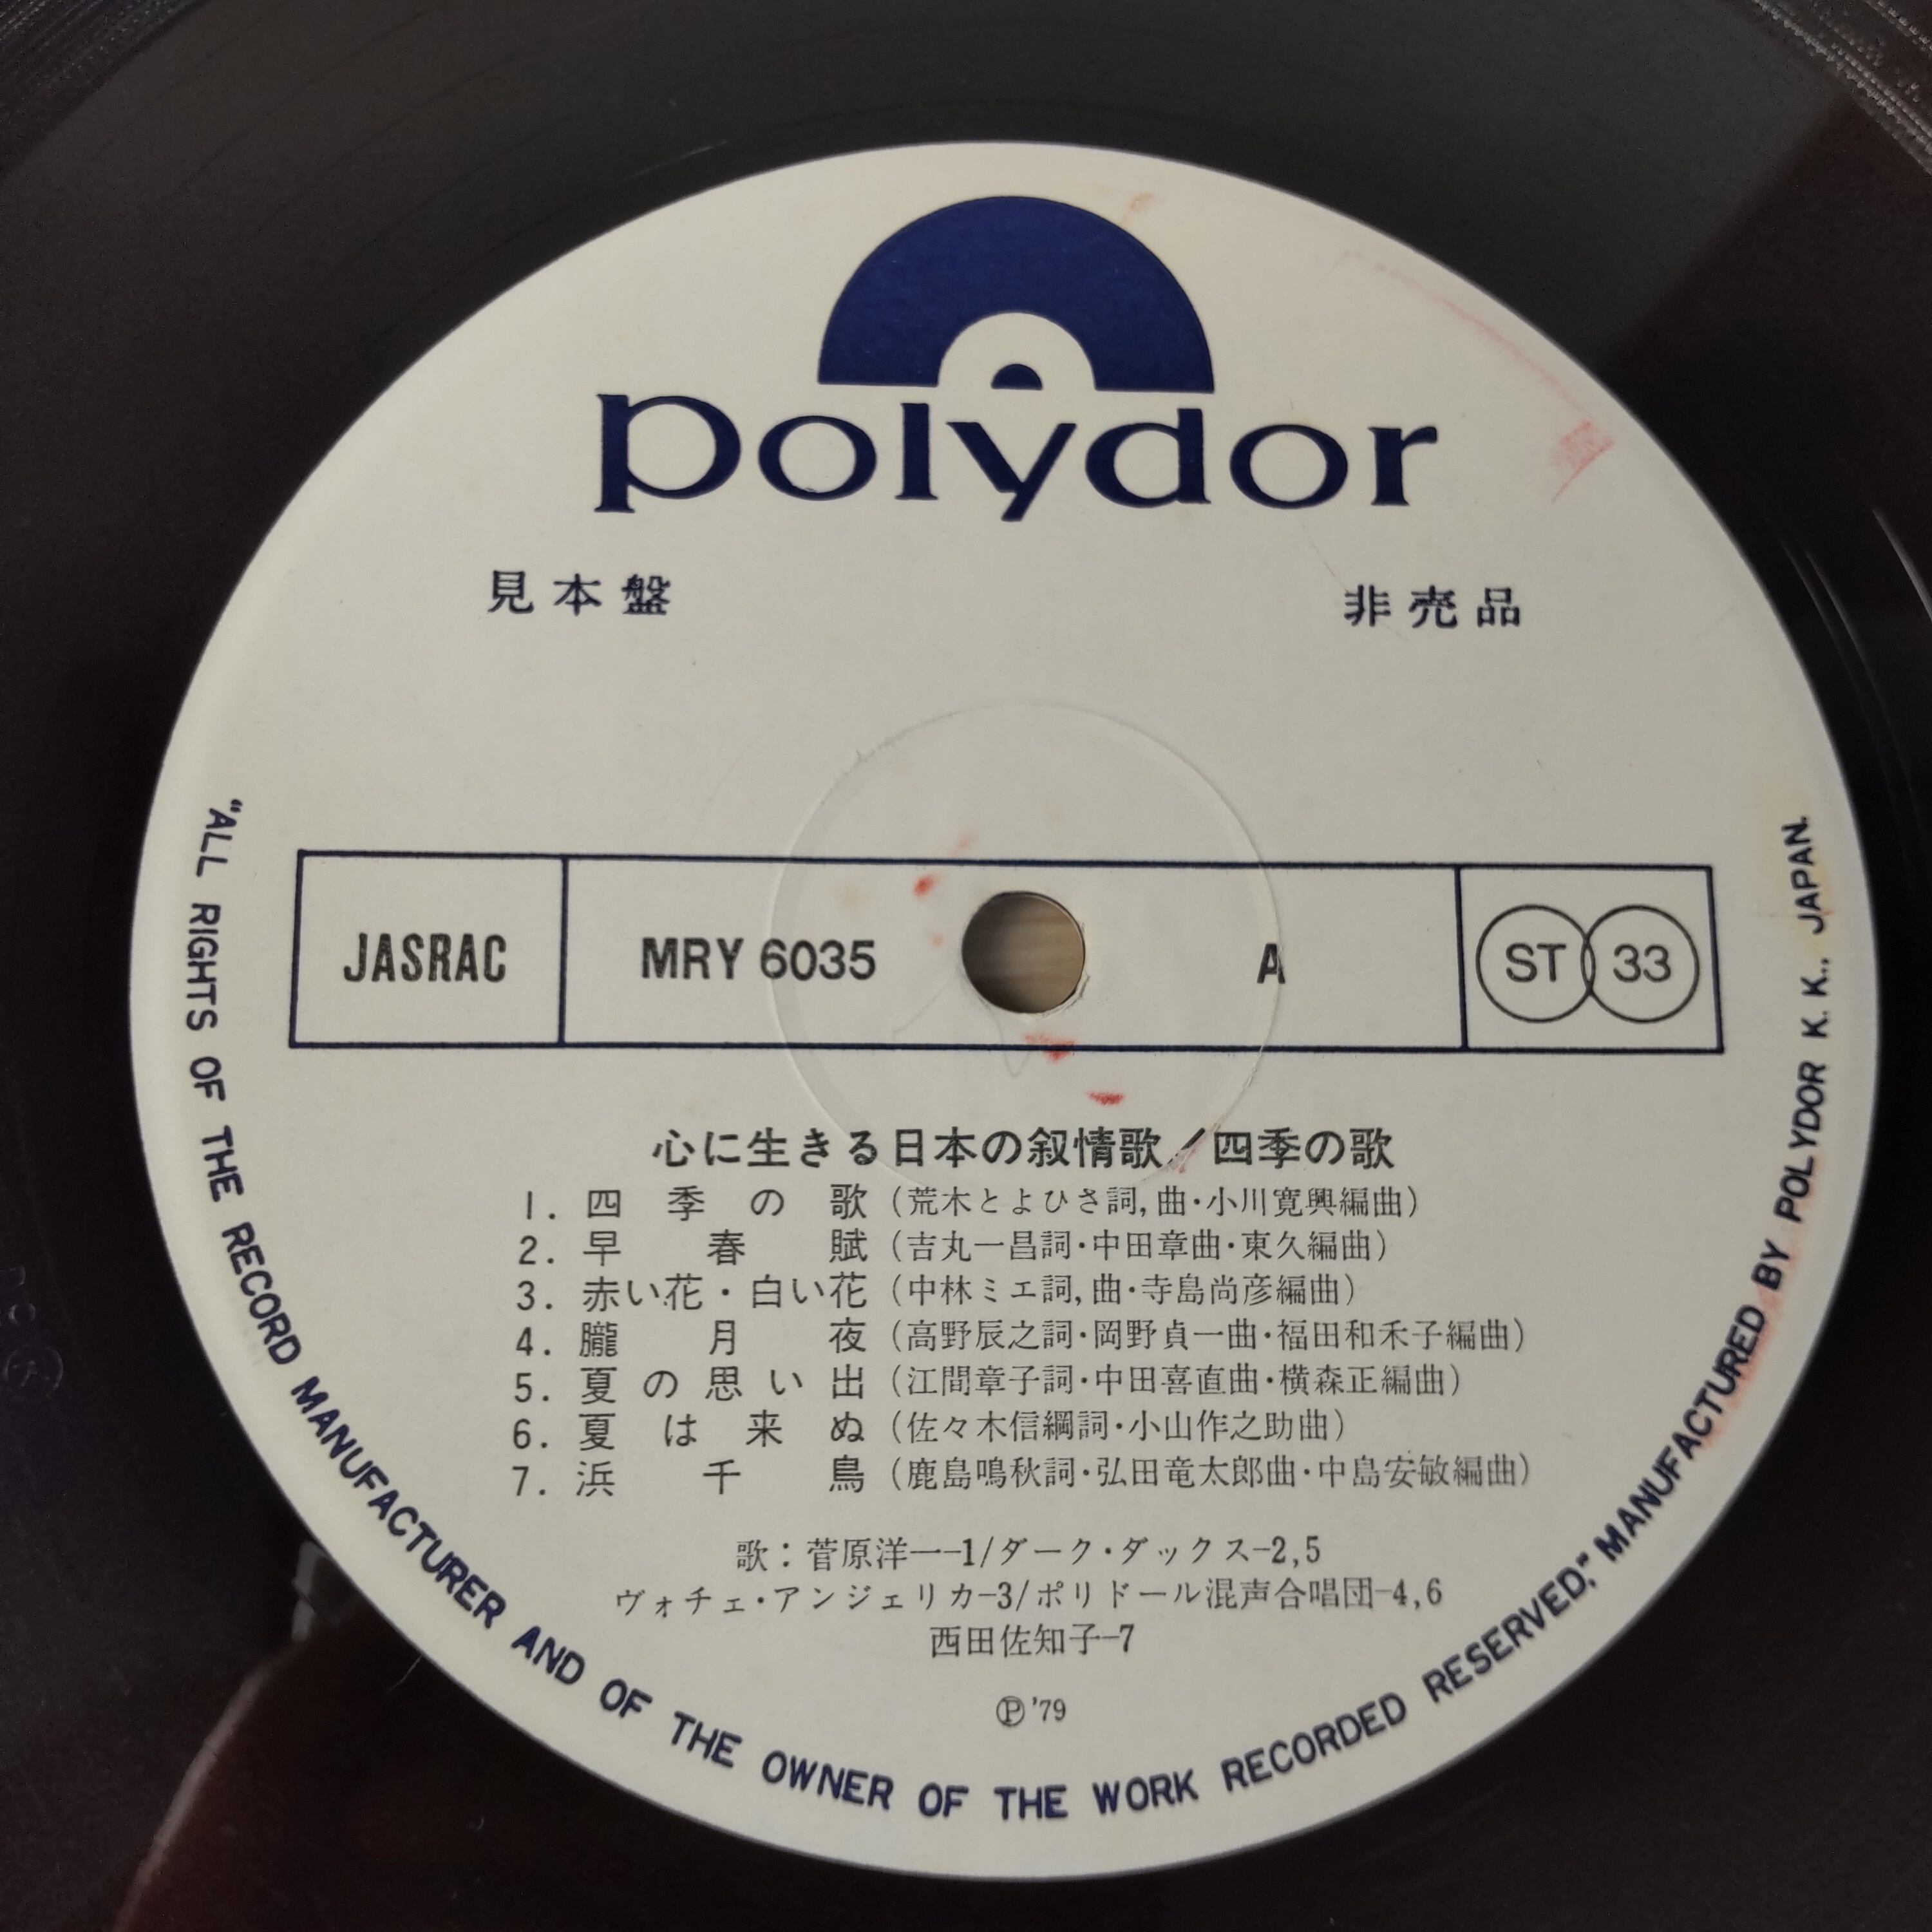 polydor
見本盤 非売品
JASRAC MRY 6035 A ST 33
心に生きる日本の叙情歌/四季の歌
1. 四季の歌 (荒木とよひさ詞,曲・小川寛興編曲)
2. 早春賦 (吉丸一昌詞・中田章曲・東久編曲)
3. 赤い花・白い花 (中林ミエ詞,曲・寺島尚彦編曲)
4. 朧月夜 (高野辰之詞・岡野貞一曲・福田和禾子編曲)
5. 夏の思い出 (江間章子詞・中田喜直曲・横森正編曲)
6. 夏は来ぬ (佐々木信綱詞・小山作之助曲)
7. 浜千鳥 (鹿島鳴秋詞・弘田竜太郎曲・中島安敏編曲)
歌:菅原洋一-1/ダーク・ダックス-2,5
ヴォチェ・アンジェリカ-3/ポリドール混声合唱団-4,6
西田佐知子-7
Ⓟ'79
"ALL RIGHTS OF THE RECORD MANUFACTURER AND OF THE OWNER OF THE WORK RECORDED RESERVED;" MANUFACTURED BY POLYDOR K. K., JAPAN.